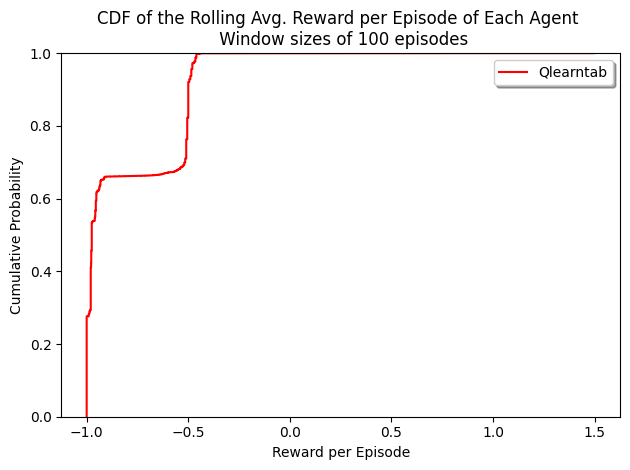 CDF of the Rolling Avg. Reward per Episode of Each Agent
Window sizes of 100 episodes
Qlearntab
Cumulative Probability
1.0
0.8
0.6
0.4
0.2
0.0
−1.0
−0.5
0.0
0.5
1.0
1.5
Reward per Episode